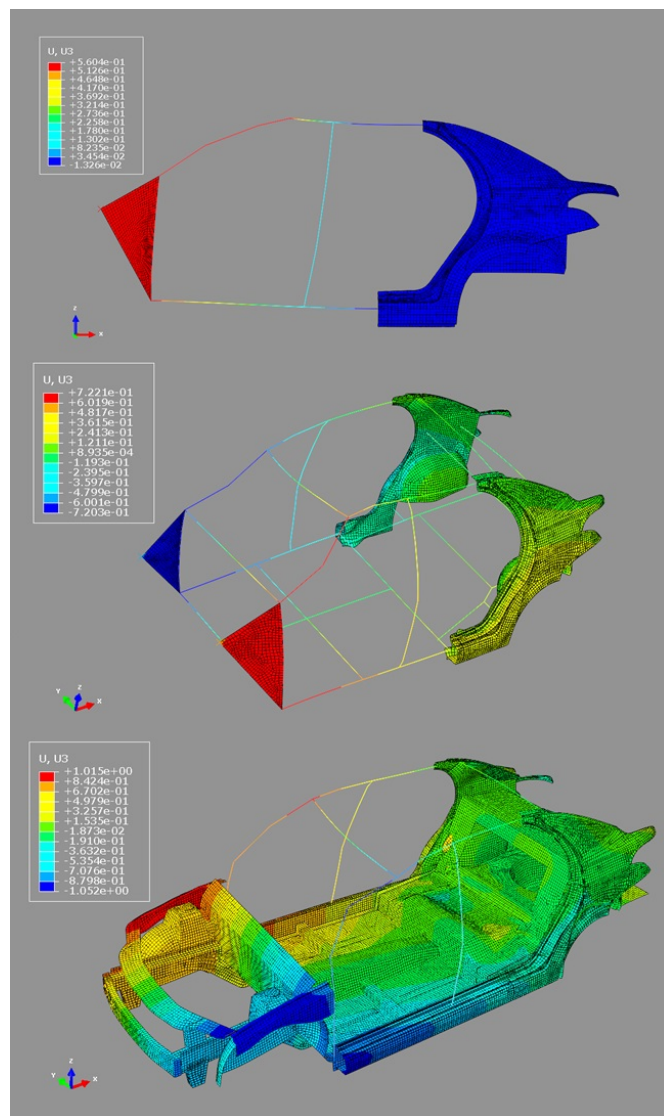 U, U3
+5.604e-01
+5.126e-01
+4.648e-01
+4.170e-01
+3.692e-01
+3.214e-01
+2.736e-01
+2.258e-01
+1.780e-01
+1.302e-01
+8.235e-02
+3.454e-02
-1.326e-02
Z
X
U, U3
+7.221e-01
+6.019e-01
+4.817e-01
+3.615e-01
+2.413e-01
+1.211e-01
+8.935e-04
-1.193e-01
-2.395e-01
-3.597e-01
-4.799e-01
-6.001e-01
-7.203e-01
Y Z
X
U, U3
+1.015e+00
+8.424e-01
+6.702e-01
+4.979e-01
+3.257e-01
+1.535e-01
-1.873e-02
-1.910e-01
-3.632e-01
-5.354e-01
-7.076e-01
-8.798e-01
-1.052e+00
Z
Y X